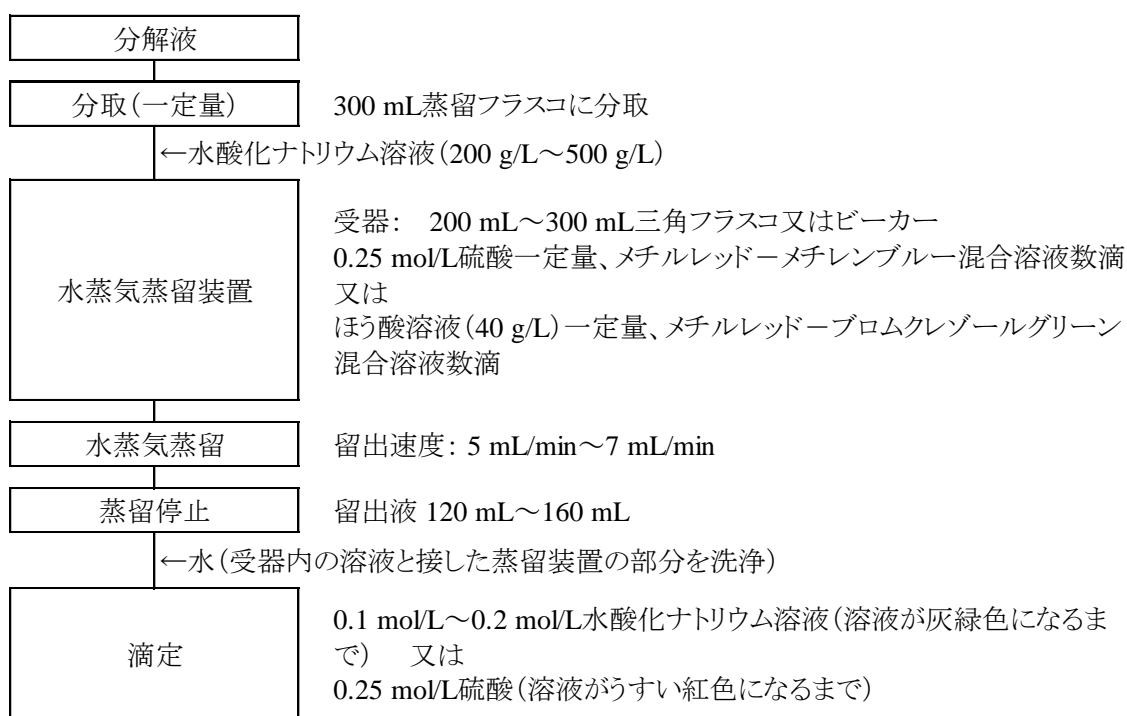 分解液
分取(一定量)
300 mL蒸留フラスコに分取
←水酸化ナトリウム溶液(200 g/L~500 g/L)
水蒸気蒸留装置
受器: 200 mL~300 mL三角フラスコ又はビーカー
0.25 mol/L硫酸一定量、メチルレッド-メチレンブルー混合溶液数滴
又は
ほう酸溶液(40 g/L)一定量、メチルレッド-ブロムクレゾールグリーン
混合溶液数滴
水蒸気蒸留
留出速度: 5 mL/min~7 mL/min
蒸留停止
留出液 120 mL~160 mL
←水(受器内の溶液と接した蒸留装置の部分を洗浄)
滴定
0.1 mol/L~0.2 mol/L水酸化ナトリウム溶液(溶液が灰緑色になるま
で) 又は
0.25 mol/L硫酸(溶液がうすい紅色になるまで)